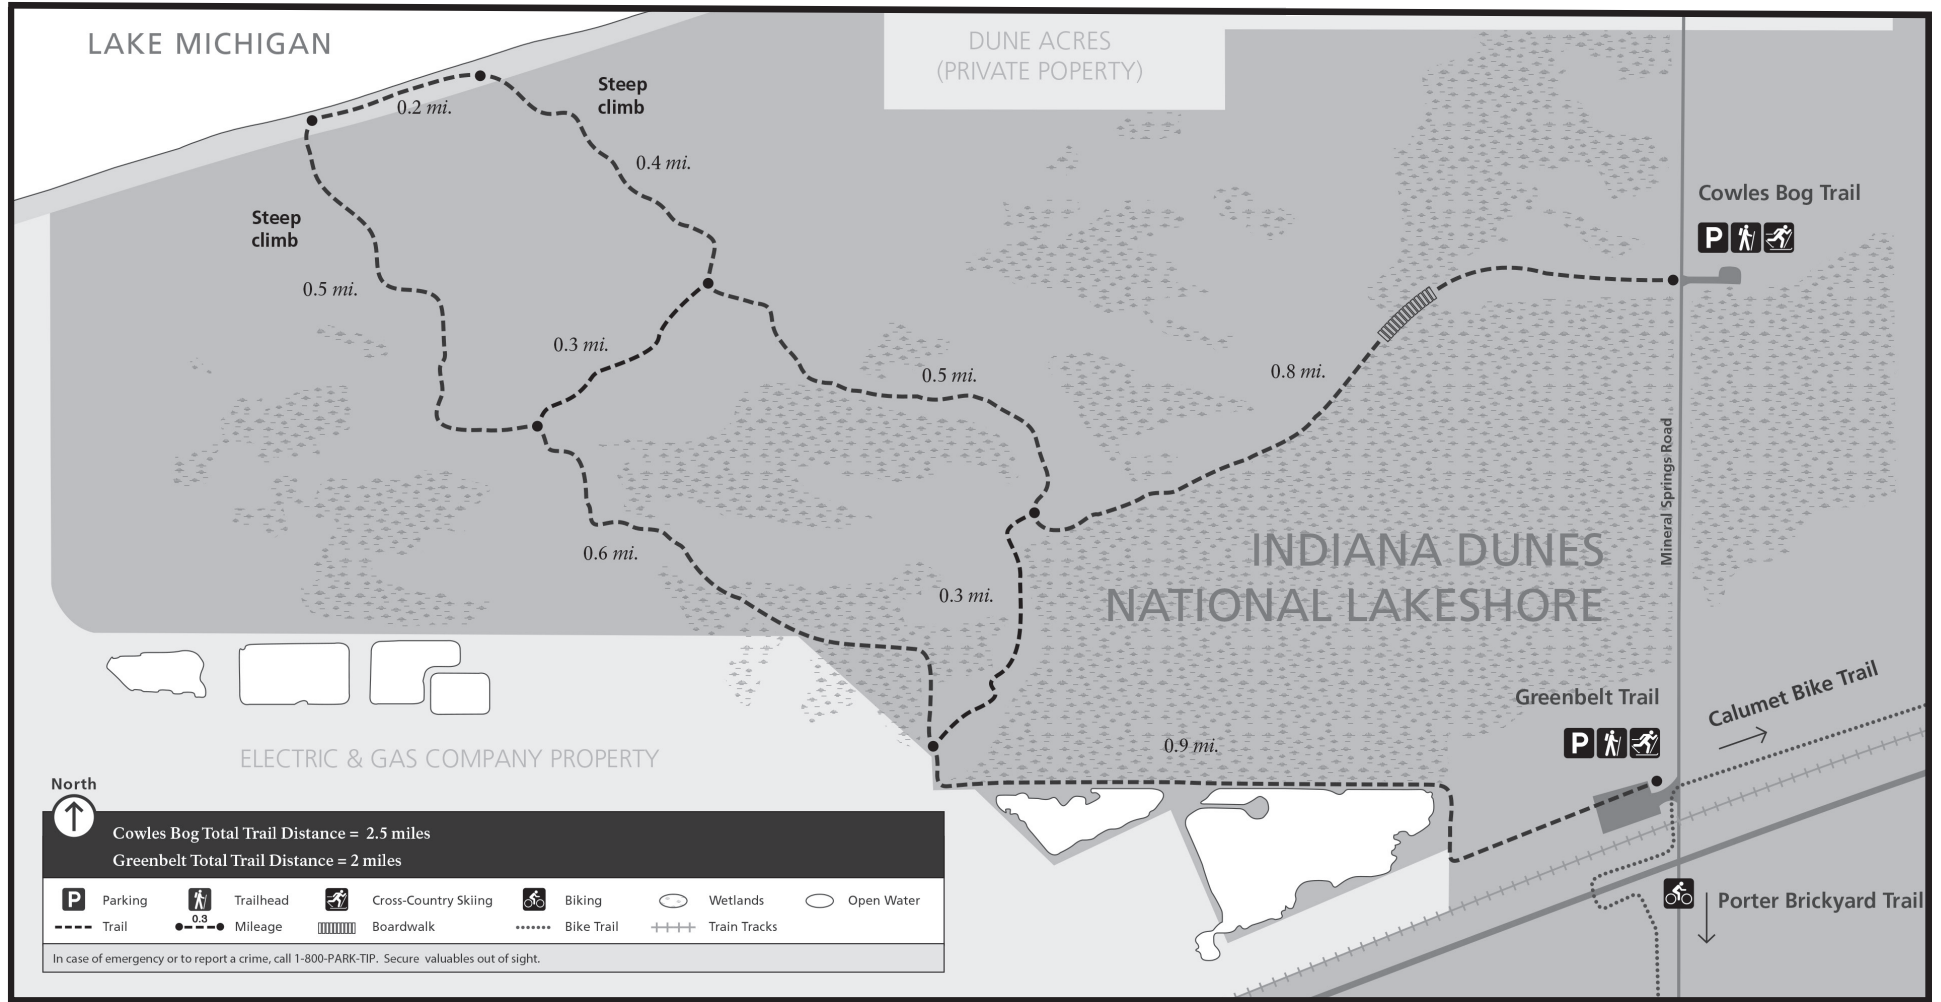 LAKE MICHIGAN
DUNE ACRES
(PRIVATE POPERTY)
Steep
climb
0.2 mi.
0.4 mi.
Cowles Bog Trail
P
Steep
climb
0.5 mi.
0.3 mi.
0.5 mi.
0.8 mi.
Mineral Springs Road
0.6 mi.
INDIANA DUNES
NATIONAL LAKESHORE
0.3 mi.
Greenbelt Trail
P
Calumet Bike Trail
0.9 mi.
ELECTRIC & GAS COMPANY PROPERTY
Porter Brickyard Trail
North
Cowles Bog Total Trail Distance = 2.5 miles
Greenbelt Total Trail Distance = 2 miles
P Parking
Trailhead
Cross-Country Skiing
Biking
Wetlands
Open Water
Trail
0.3 Mileage
Boardwalk
Bike Trail
Train Tracks
In case of emergency or to report a crime, call 1-800-PARK-TIP. Secure valuables out of sight.